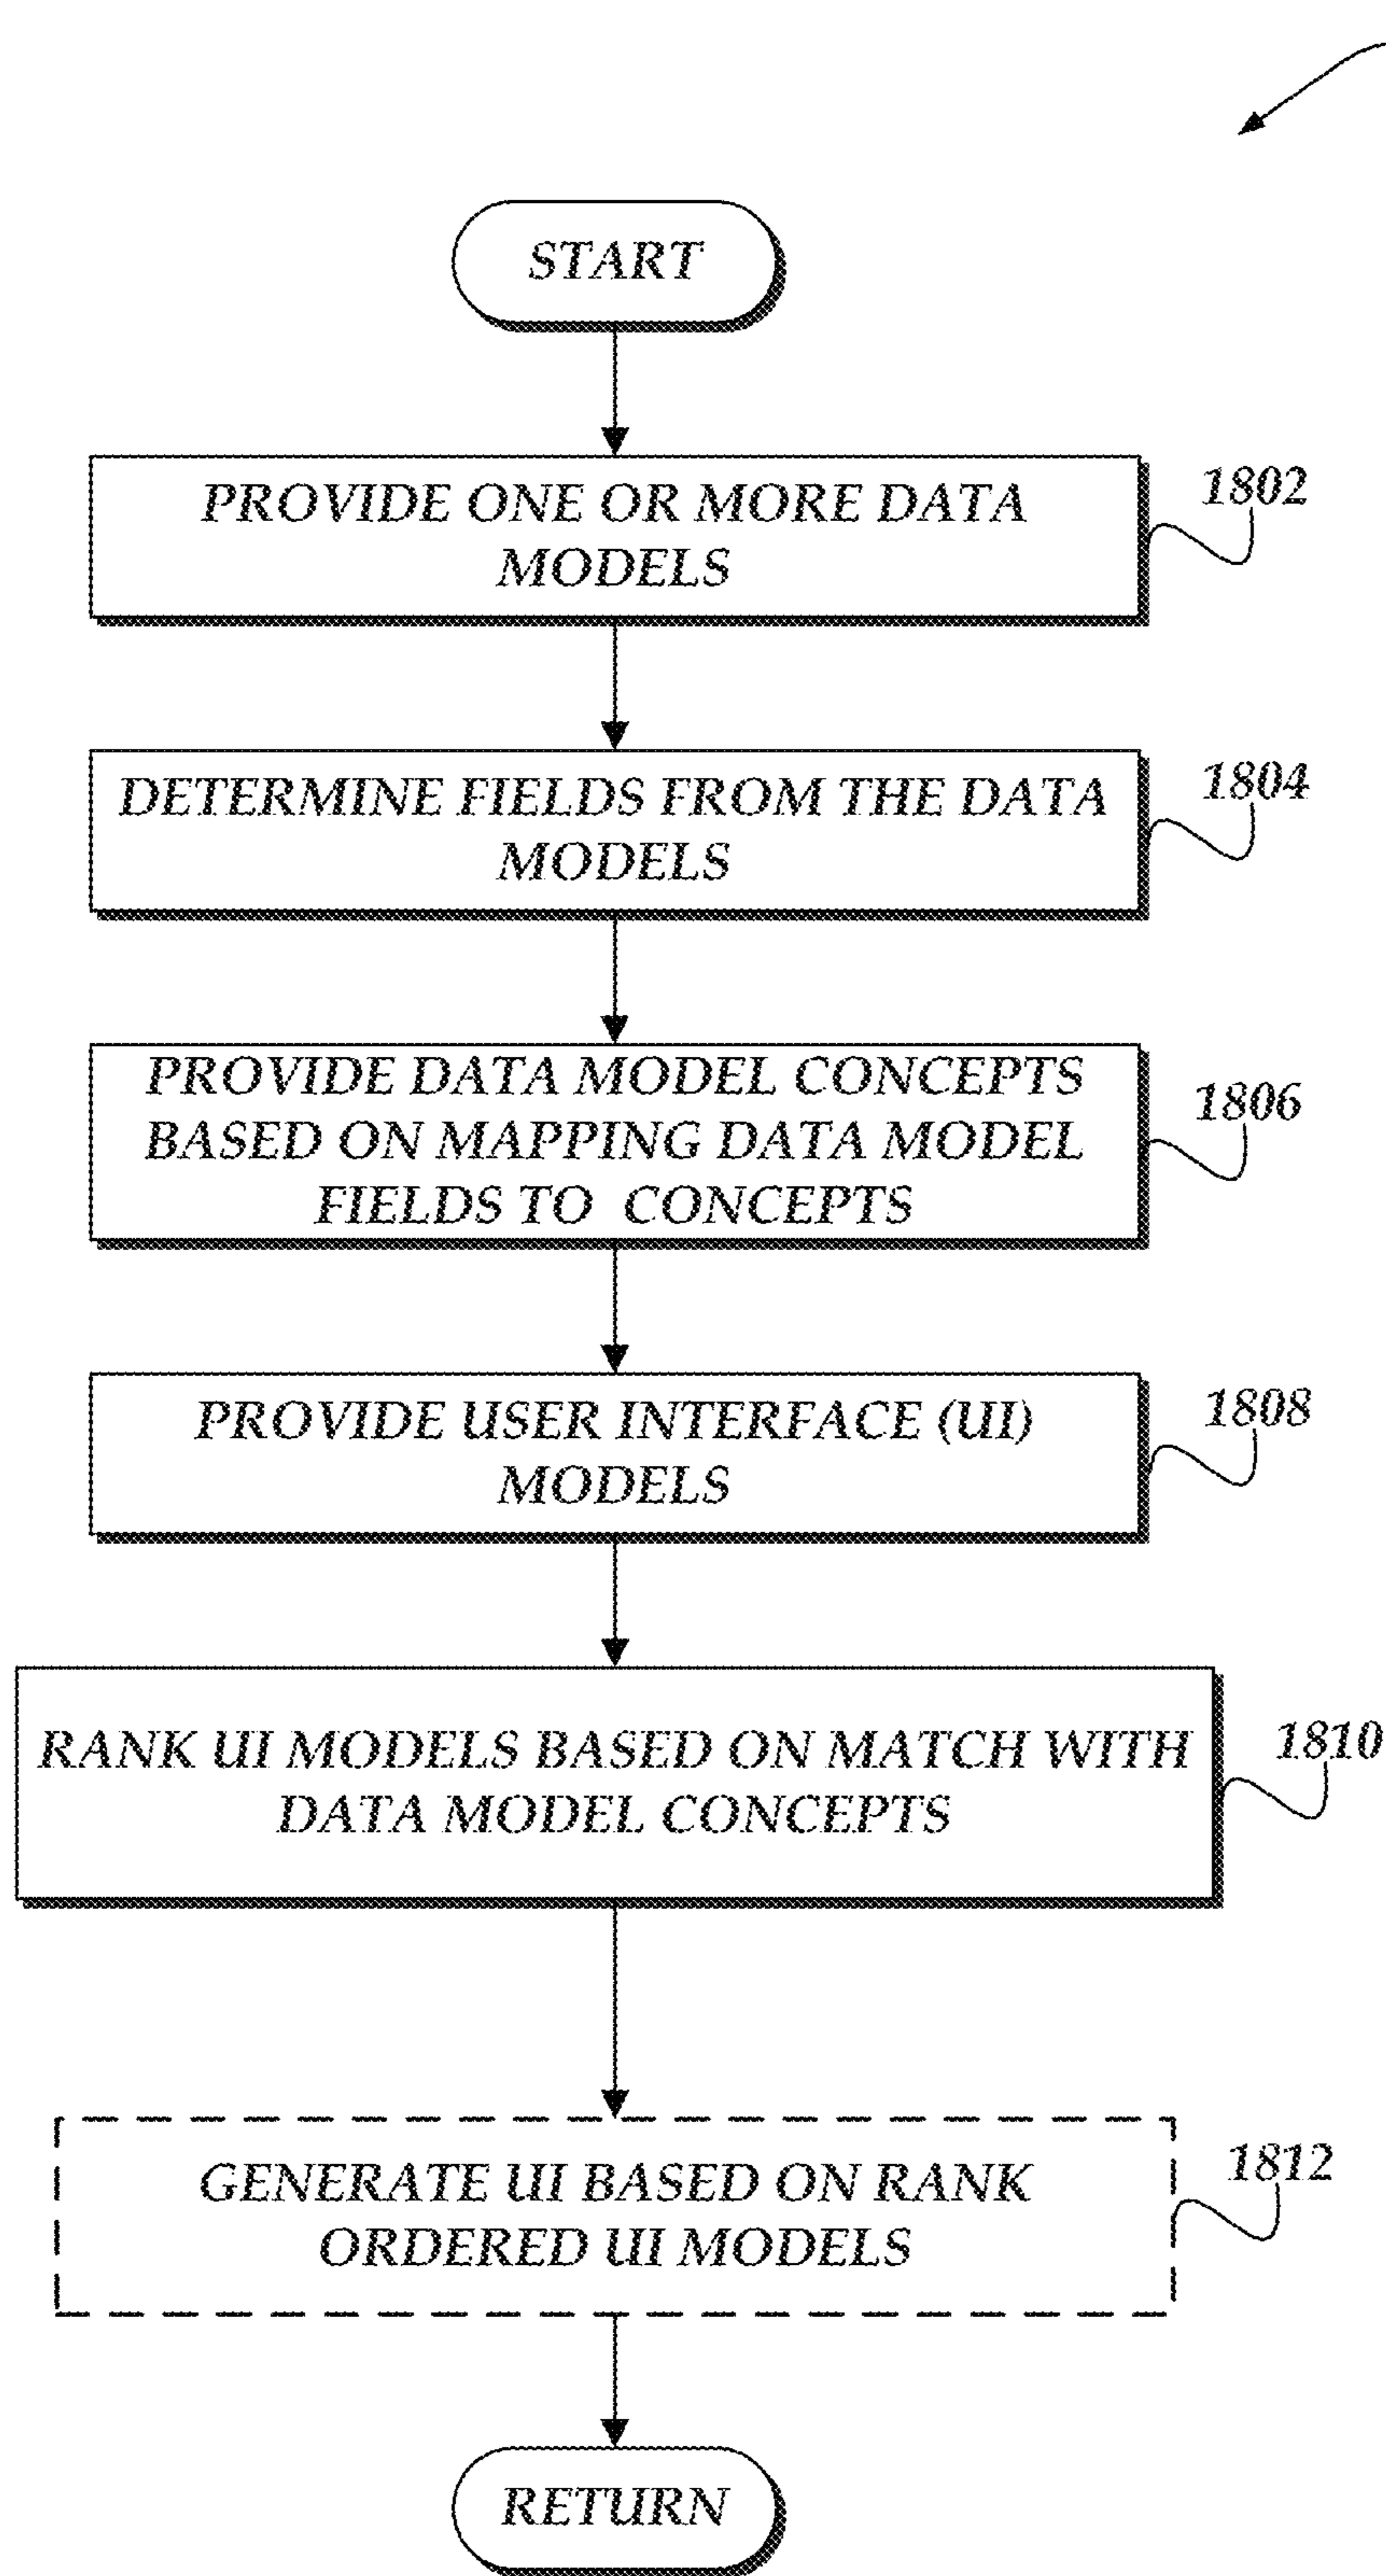 START
PROVIDE ONE OR MORE DATA
MODELS
1802
DETERMINE FIELDS FROM THE DATA
MODELS
1804
PROVIDE DATA MODEL CONCEPTS
BASED ON MAPPING DATA MODEL
FIELDS TO CONCEPTS
1806
PROVIDE USER INTERFACE (UI)
MODELS
1808
RANK UI MODELS BASED ON MATCH WITH
DATA MODEL CONCEPTS
1810
GENERATE UI BASED ON RANK
ORDERED UI MODELS
1812
RETURN